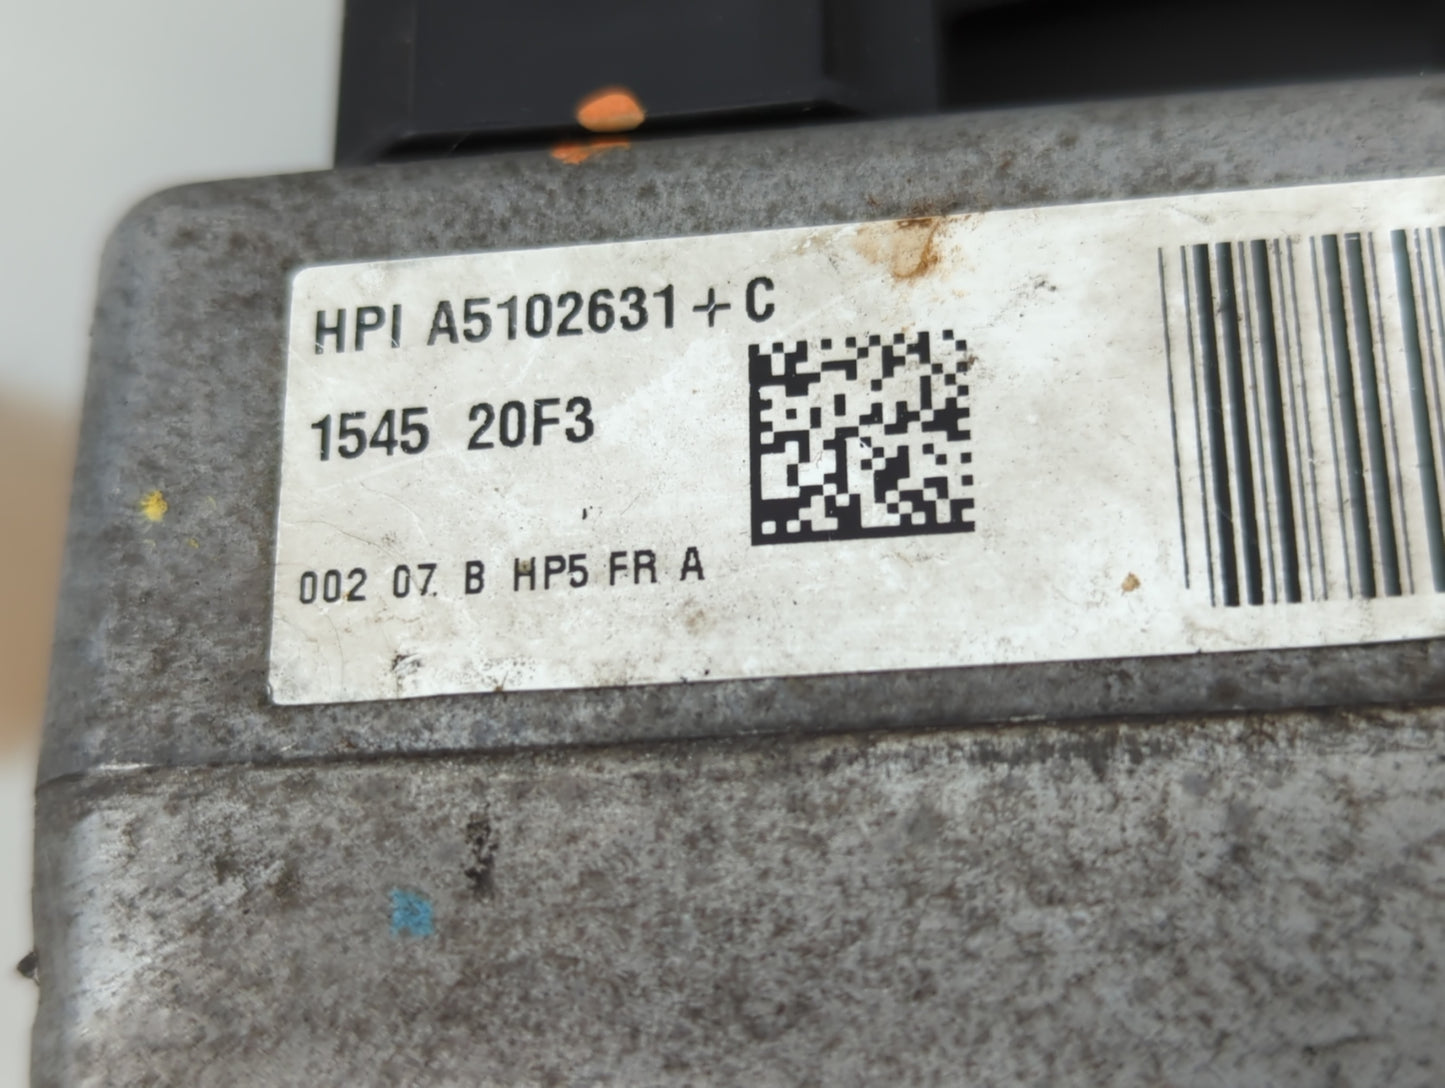 HPI A5102631+C
1545 20F3
002 07. B HP5 FR A